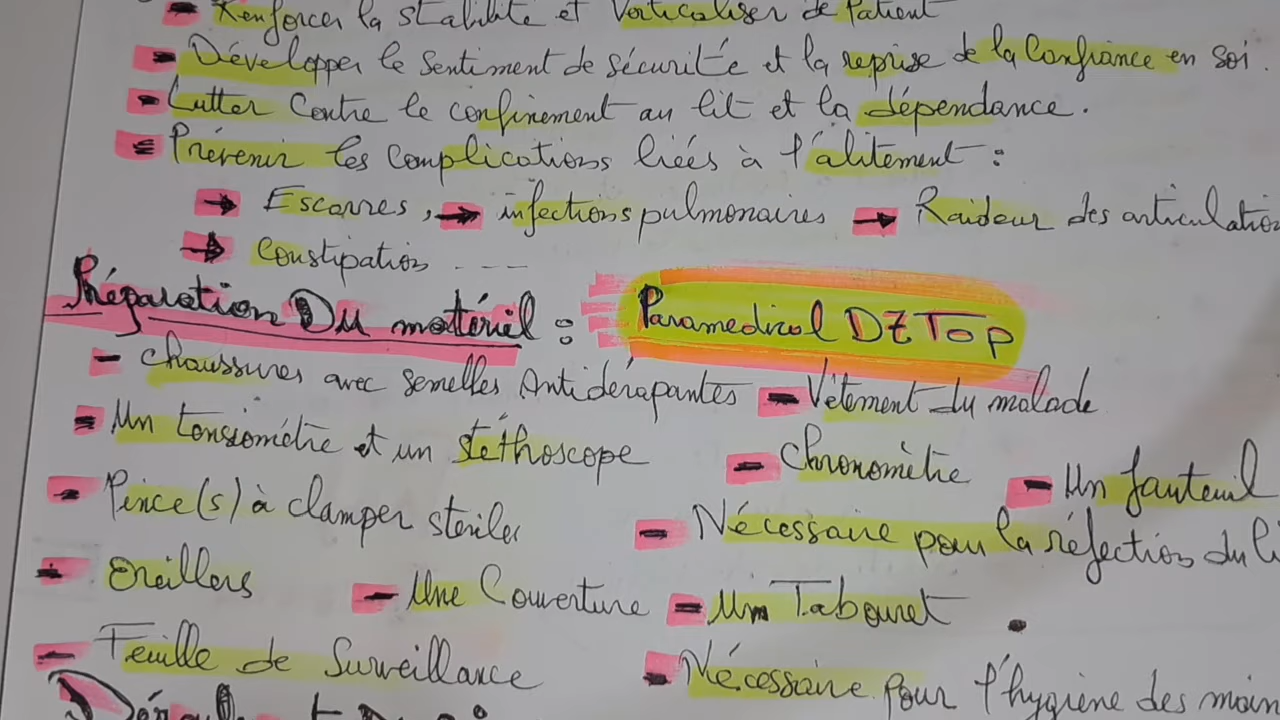 - Renforcer la stabilité et Verticaliser le Patient
- Développer le sentiment de sécurité et la reprise de la Confiance en soi.
- Lutter Contre le confinement au lit et la dépendance.
- Prévenir les complications liées à l'alitement :
→ Escarres, → infections pulmonaires → Raideur des articulation
→ Constipation ----
Préparation Du matériel : Paramedical DZ Top
- chaussures avec semelles Antidérapantes - Vêtement du malade
- Un tensiomètre et un stéthoscope - chronomètre - Un fauteuil
- Pince(s) à clamper steriles - Nécessaire pour la réfection du li
- Oreillers - Une Couverture - Un Tabouret .
- Feuille de Surveillance - Nécessaire pour l'hygiène des main